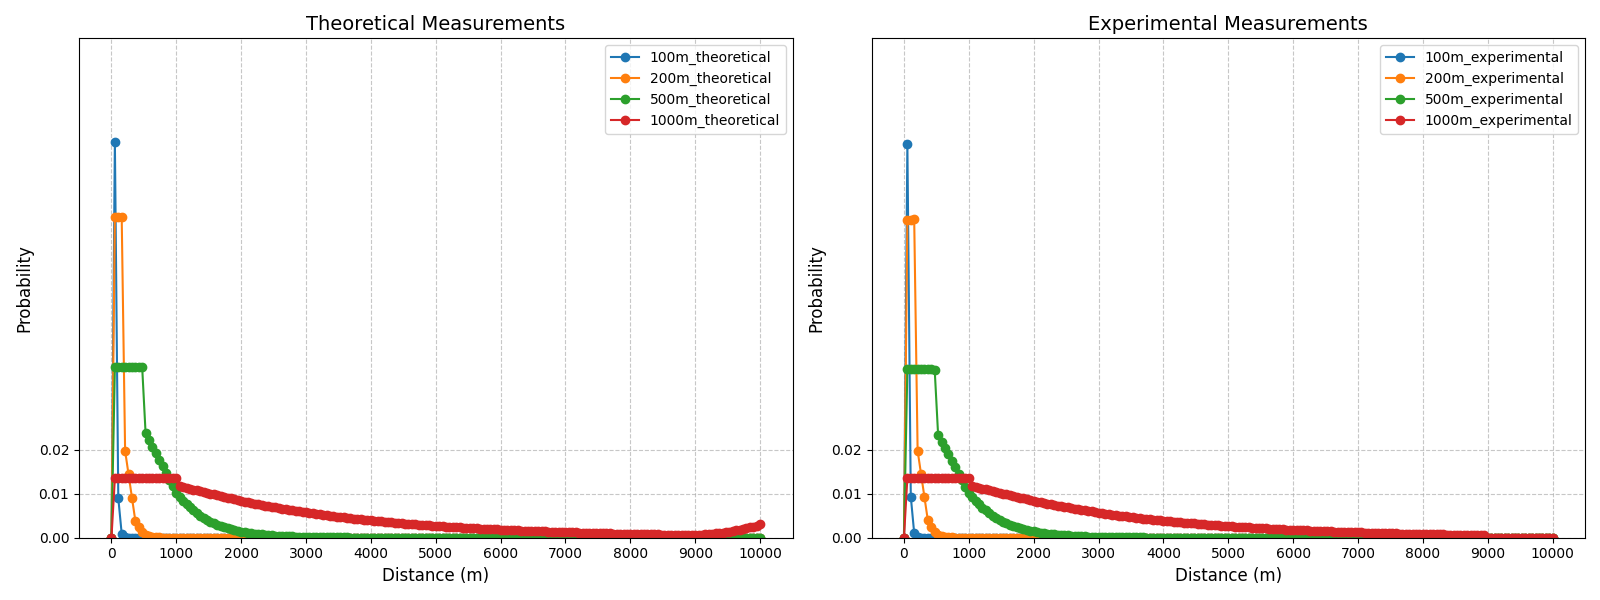 Theoretical Measurements
Probability
0.02
0.01
0.00
0 1000 2000 3000 4000 5000 6000 7000 8000 9000 10000
Distance (m)
100m_theoretical
200m_theoretical
500m_theoretical
1000m_theoretical
Experimental Measurements
Probability
0.02
0.01
0.00
0 1000 2000 3000 4000 5000 6000 7000 8000 9000 10000
Distance (m)
100m_experimental
200m_experimental
500m_experimental
1000m_experimental